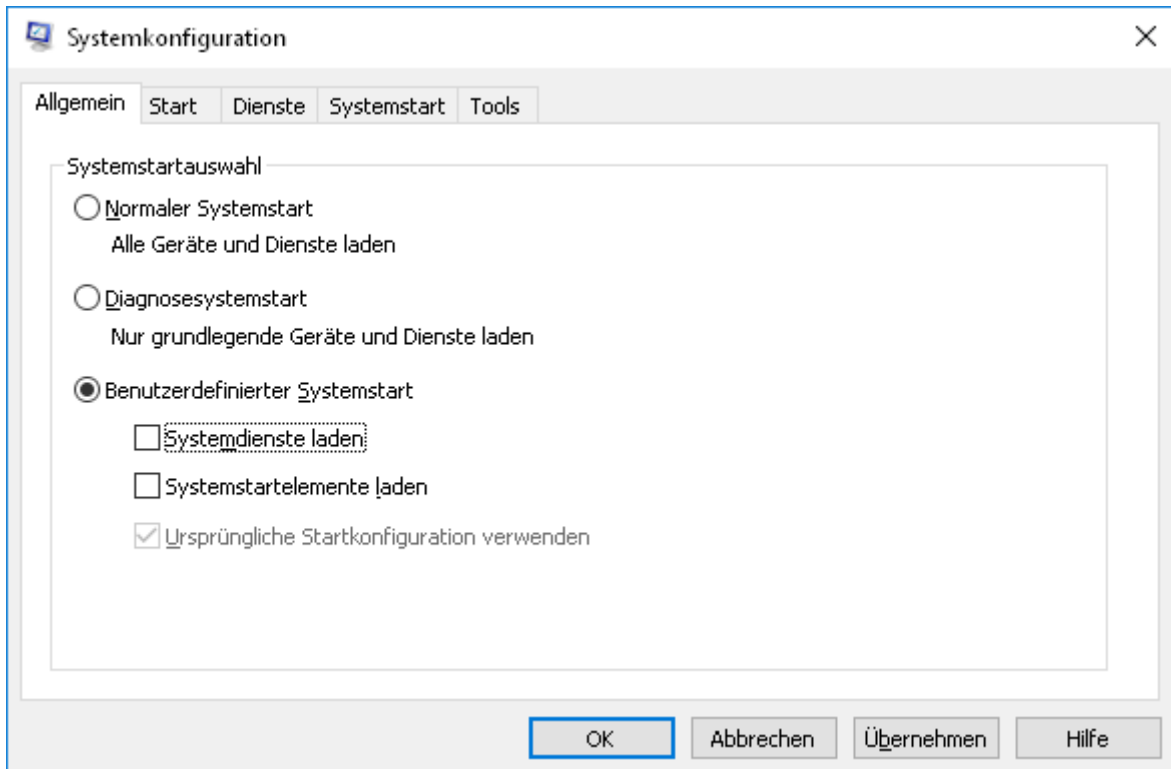 Systemkonfiguration
Allgemein Start Dienste Systemstart Tools
Systemstartauswahl
Normaler Systemstart
Alle Geräte und Dienste laden
Diagnosesystemstart
Nur grundlegende Geräte und Dienste laden
Benutzerdefinierter Systemstart
Systemdienste laden
Systemstartelemente laden
Ursprüngliche Startkonfiguration verwenden
OK Abbrechen Übernehmen Hilfe